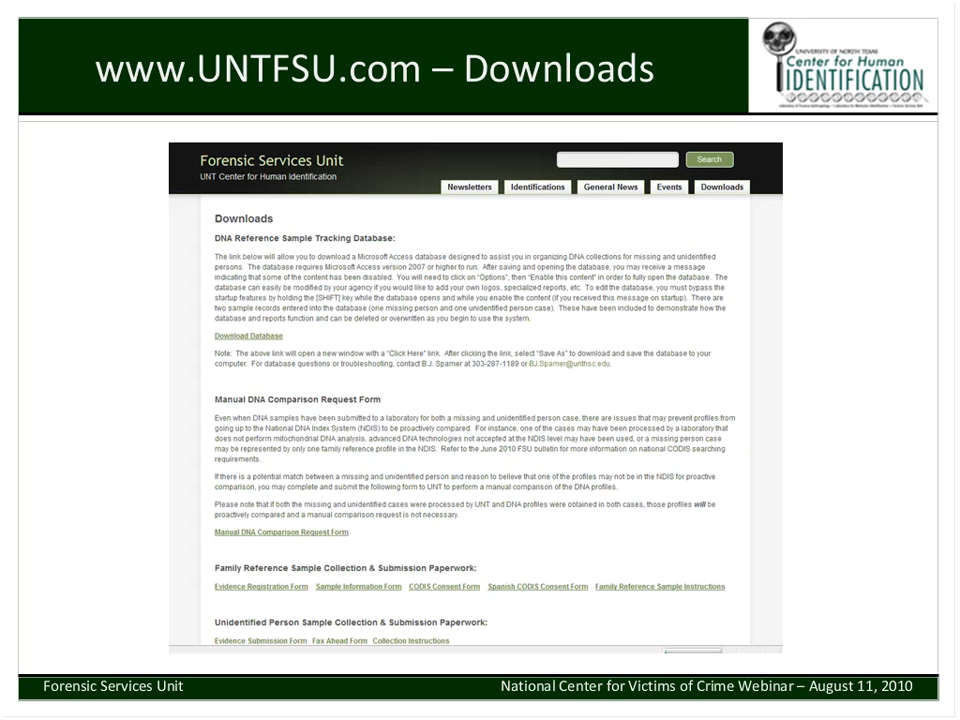 www.UNTFSU.com – Downloads
UNIVERSITY OF NORTH TEXAS
Center for Human
IDENTIFICATION
Forensic Services Unit
UNT Center for Human Identification
Search
Newsletters Identifications General News Events Downloads
Downloads
DNA Reference Sample Tracking Database:
The link below will allow you to download a Microsoft Access database designed to assist you in organizing DNA collections for missing and unidentified
persons. The database requires Microsoft Access version 2007 or higher to run. After saving and opening the database, you may receive a message
indicating that some of the content has been disabled. You will need to click on "Options", then "Enable this content" in order to fully open the database. The
database can easily be modified by your agency if you would like to add your own logos, specialized reports, etc. To edit the database, you must bypass the
startup features by holding the [SHIFT] key while the database opens and while you enable the content (if you received this message on startup). There are
two sample records entered into the database (one missing person and one unidentified person case). These have been included to demonstrate how the
database and reports function and can be deleted or overwritten as you begin to use the system.
Download Database
Note: The above link will open a new window with a "Click Here" link. After clicking the link, select "Save As" to download and save the database to your
computer. For database questions or troubleshooting, contact B.J. Spamer at 303-287-1189 or BJ.Spamer@unthsc.edu.
Manual DNA Comparison Request Form
Even when DNA samples have been submitted to a laboratory for both a missing and unidentified person case, there are issues that may prevent profiles from
going up to the National DNA Index System (NDIS) to be proactively compared. For instance, one of the cases may have been processed by a laboratory that
does not perform mitochondrial DNA analysis, advanced DNA technologies not accepted at the NDIS level may have been used, or a missing person case
may be represented by only one family reference profile in the NDIS. Refer to the June 2010 FSU bulletin for more information on national CODIS searching
requirements.
If there is a potential match between a missing and unidentified person and reason to believe that one of the profiles may not be in the NDIS for proactive
comparison, you may complete and submit the following form to UNT to perform a manual comparison of the DNA profiles.
Please note that if both the missing and unidentified cases were processed by UNT and DNA profiles were obtained in both cases, those profiles will be
proactively compared and a manual comparison request is not necessary.
Manual DNA Comparison Request Form
Family Reference Sample Collection & Submission Paperwork:
Evidence Registration Form Sample Information Form CODIS Consent Form Spanish CODIS Consent Form Family Reference Sample Instructions
Unidentified Person Sample Collection & Submission Paperwork:
Evidence Submission Form Fax Ahead Form Collection Instructions
Forensic Services Unit
National Center for Victims of Crime Webinar – August 11, 2010